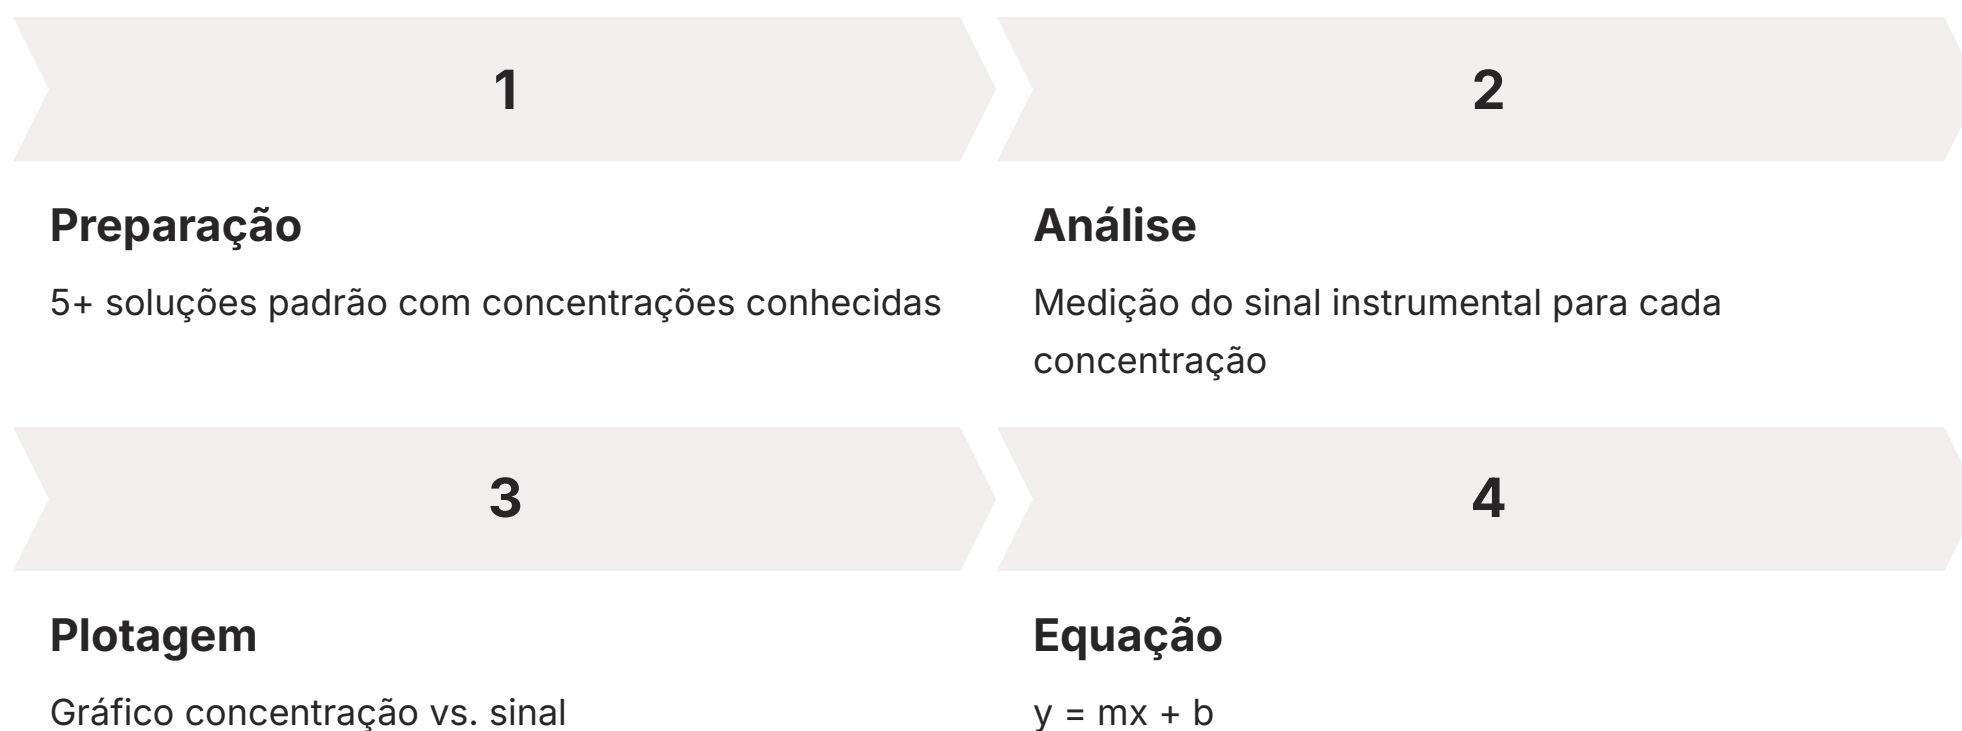 1
2
Preparação
5+ soluções padrão com concentrações conhecidas
Análise
Medição do sinal instrumental para cada
concentração
3
4
Plotagem
Gráfico concentração vs. sinal
Equação
y = mx + b